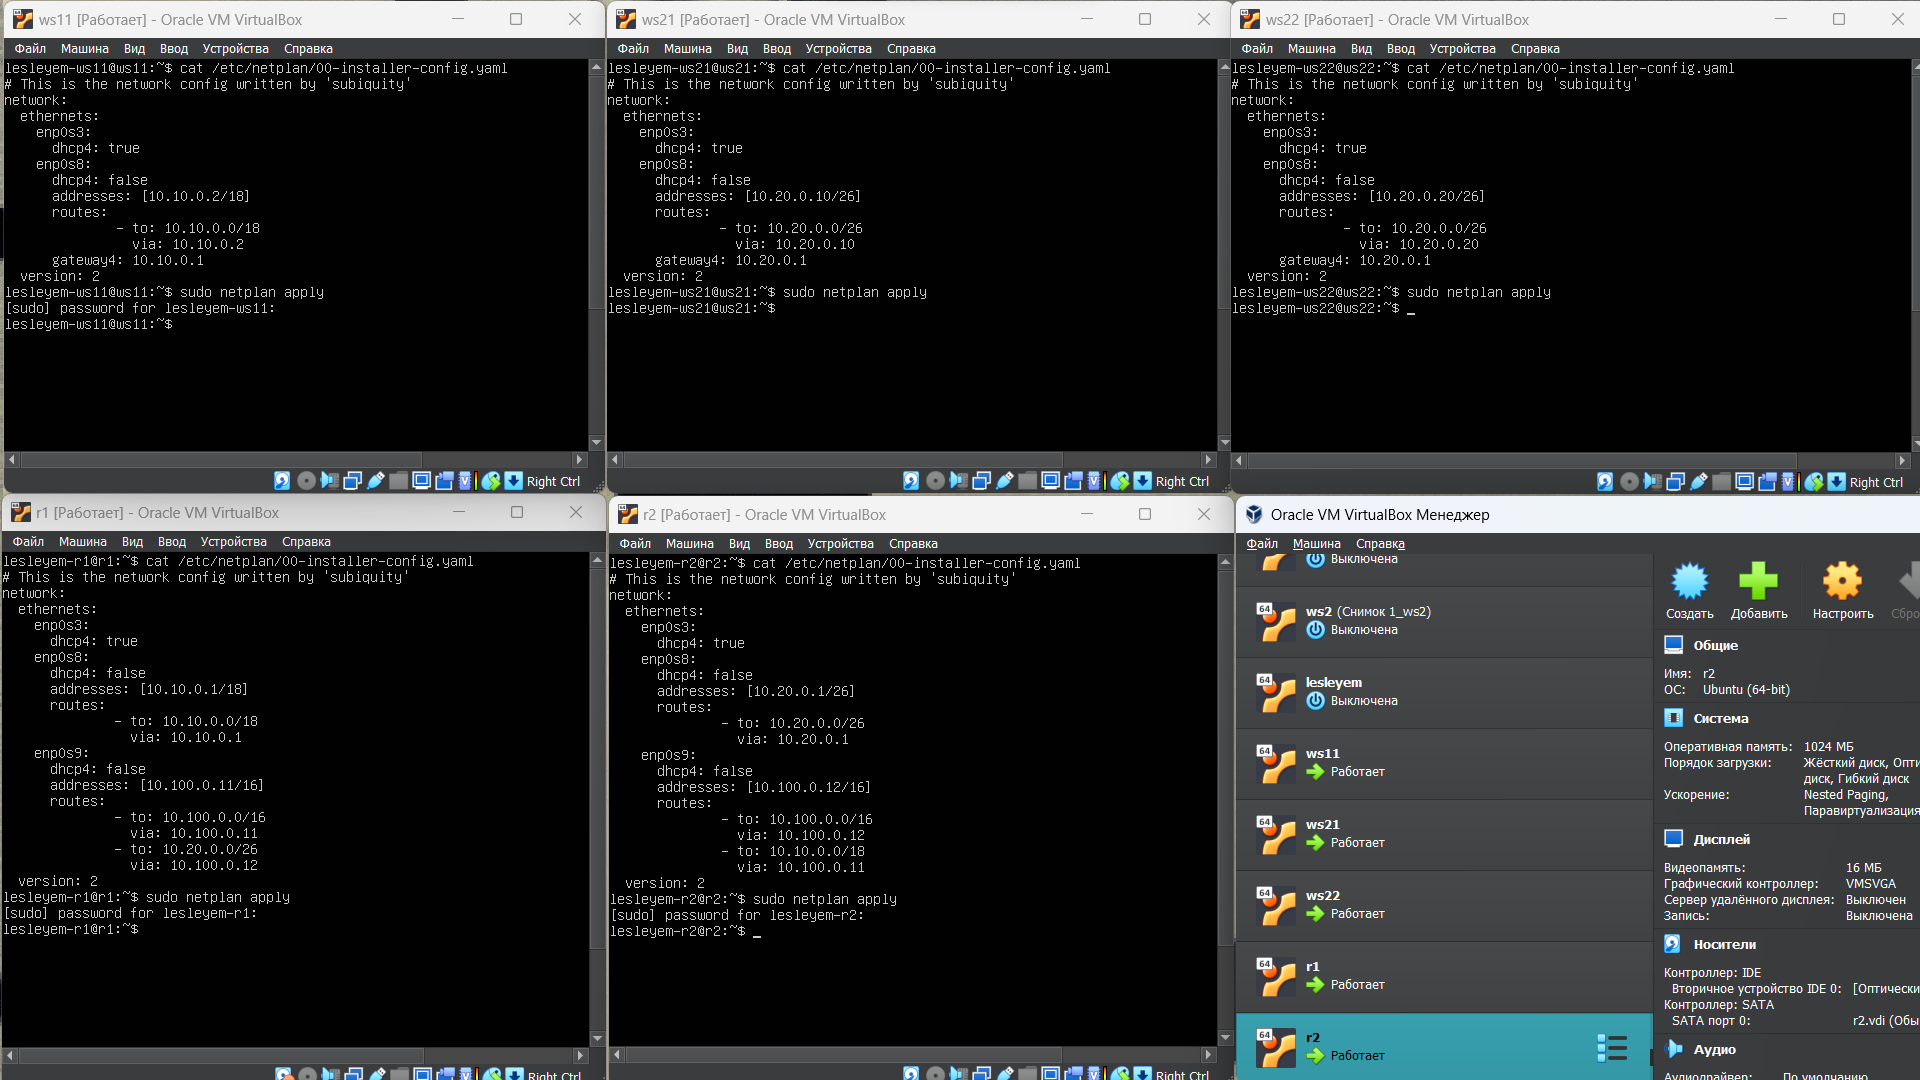 ws11 [Работает] - Oracle VM VirtualBox
Файл Машина Вид Ввод Устройства Справка
lesleyem-ws11@ws11:~$ cat /etc/netplan/00-installer-config.yaml
# This is the network config written by 'subiquity'
network:
  ethernets:
    enp0s3:
      dhcp4: true
    enp0s8:
      dhcp4: false
      addresses: [10.10.0.2/18]
      routes:
              - to: 10.10.0.0/18
                via: 10.10.0.2
      gateway4: 10.10.0.1
  version: 2
lesleyem-ws11@ws11:~$ sudo netplan apply
[sudo] password for lesleyem-ws11:
lesleyem-ws11@ws11:~$
Right Ctrl
ws21 [Работает] - Oracle VM VirtualBox
Файл Машина Вид Ввод Устройства Справка
lesleyem-ws21@ws21:~$ cat /etc/netplan/00-installer-config.yaml
# This is the network config written by 'subiquity'
network:
  ethernets:
    enp0s3:
      dhcp4: true
    enp0s8:
      dhcp4: false
      addresses: [10.20.0.10/26]
      routes:
              - to: 10.20.0.0/26
                via: 10.20.0.10
      gateway4: 10.20.0.1
  version: 2
lesleyem-ws21@ws21:~$ sudo netplan apply
lesleyem-ws21@ws21:~$
Right Ctrl
ws22 [Работает] - Oracle VM VirtualBox
Файл Машина Вид Ввод Устройства Справка
lesleyem-ws22@ws22:~$ cat /etc/netplan/00-installer-config.yaml
# This is the network config written by 'subiquity'
network:
  ethernets:
    enp0s3:
      dhcp4: true
    enp0s8:
      dhcp4: false
      addresses: [10.20.0.20/26]
      routes:
              - to: 10.20.0.0/26
                via: 10.20.0.20
      gateway4: 10.20.0.1
  version: 2
lesleyem-ws22@ws22:~$ sudo netplan apply
lesleyem-ws22@ws22:~$ _
Right Ctrl
r1 [Работает] - Oracle VM VirtualBox
Файл Машина Вид Ввод Устройства Справка
lesleyem-r1@r1:~$ cat /etc/netplan/00-installer-config.yaml
# This is the network config written by 'subiquity'
network:
  ethernets:
    enp0s3:
      dhcp4: true
    enp0s8:
      dhcp4: false
      addresses: [10.10.0.1/18]
      routes:
              - to: 10.10.0.0/18
                via: 10.10.0.1
    enp0s9:
      dhcp4: false
      addresses: [10.100.0.11/16]
      routes:
              - to: 10.100.0.0/16
                via: 10.100.0.11
              - to: 10.20.0.0/26
                via: 10.100.0.12
  version: 2
lesleyem-r1@r1:~$ sudo netplan apply
[sudo] password for lesleyem-r1:
lesleyem-r1@r1:~$
Right Ctrl
r2 [Работает] - Oracle VM VirtualBox
Файл Машина Вид Ввод Устройства Справка
lesleyem-r2@r2:~$ cat /etc/netplan/00-installer-config.yaml
# This is the network config written by 'subiquity'
network:
  ethernets:
    enp0s3:
      dhcp4: true
    enp0s8:
      dhcp4: false
      addresses: [10.20.0.1/26]
      routes:
              - to: 10.20.0.0/26
                via: 10.20.0.1
    enp0s9:
      dhcp4: false
      addresses: [10.100.0.12/16]
      routes:
              - to: 10.100.0.0/16
                via: 10.100.0.12
              - to: 10.10.0.0/18
                via: 10.100.0.11
  version: 2
lesleyem-r2@r2:~$ sudo netplan apply
[sudo] password for lesleyem-r2:
lesleyem-r2@r2:~$ _
Right Ctrl
Oracle VM VirtualBox Менеджер
Файл Машина Справка
Выключена
64 ws2 (Снимок 1_ws2)
Выключена
64 lesleyem
Выключена
64 ws11
Работает
64 ws21
Работает
64 ws22
Работает
64 r1
Работает
64 r2
Работает
Создать Добавить Настроить Сбро
Общие
Имя: r2
ОС: Ubuntu (64-bit)
Система
Оперативная память: 1024 МБ
Порядок загрузки: Жёсткий диск, Опти
диск, Гибкий диск
Ускорение: Nested Paging,
Паравиртуализация
Дисплей
Видеопамять: 16 МБ
Графический контроллер: VMSVGA
Сервер удалённого дисплея: Выключен
Запись: Выключена
Носители
Контроллер: IDE
Вторичное устройство IDE 0: [Оптически
Контроллер: SATA
SATA порт 0: r2.vdi (Обы
Аудио
Аудиодрайвер: По умолчанию